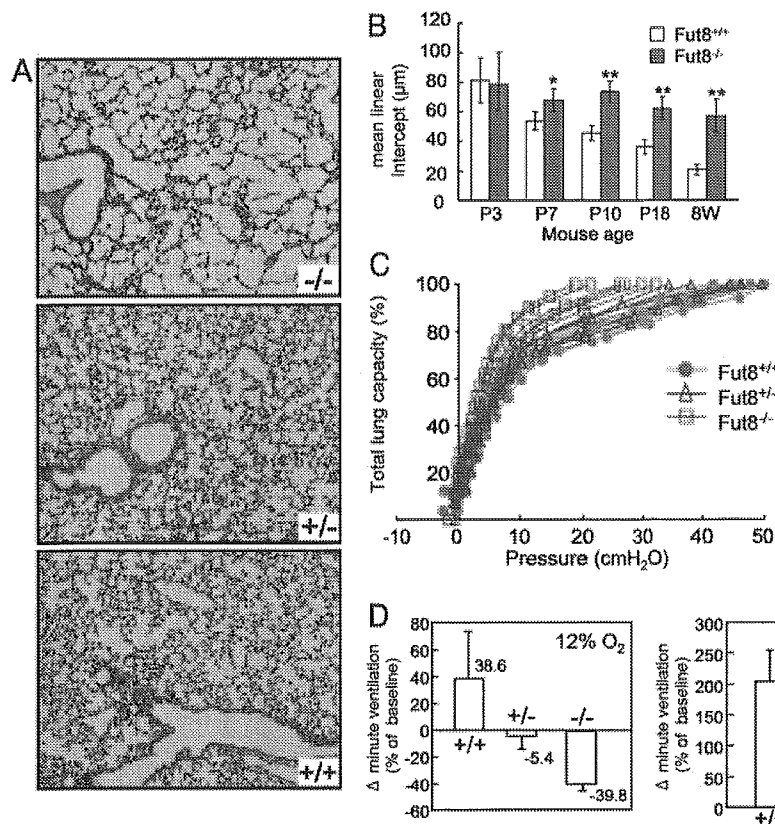 A
-/-
+/-
+/+
B
mean linear
Intercept (μm)
120
100
80
60
40
20
0
Fut8+/+
Fut8-/-
*
**
**
**
P3 P7 P10 P18 8W
Mouse age
C
Total lung capacity (%)
100
80
60
40
20
Fut8+/+
Fut8+/-
Fut8-/-
-10 0 10 20 30 40 50
Pressure (cmH2O)
D
Δ minute ventilation
(% of baseline)
80
60
40
20
0
-20
-40
-60
12% O2
38.6
+/+
+/-
-5.4
-/-
-39.8
Δ minute ventilation
(% of baseline)
300
250
200
150
100
50
0